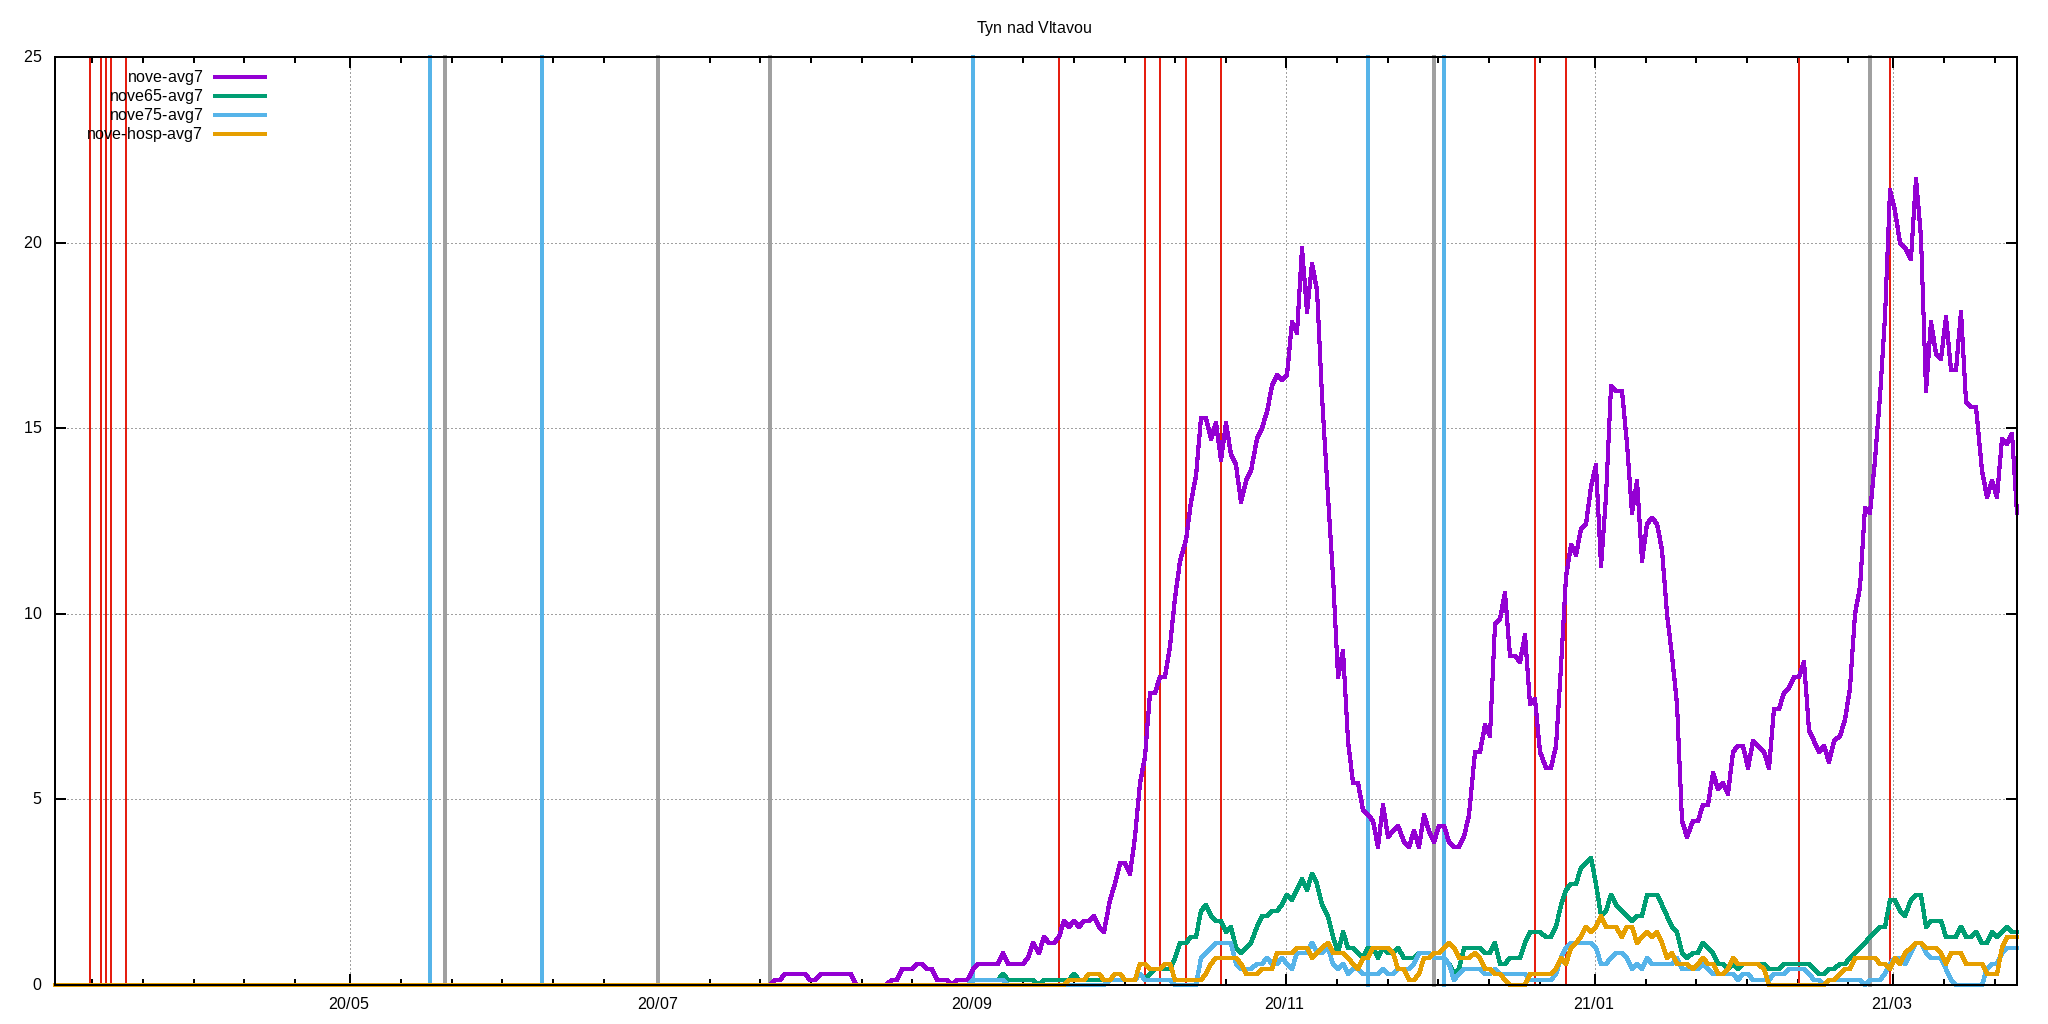 Tyn nad Vltavou
25
nove-avg7
nove65-avg7
nove75-avg7
nove-hosp-avg7
20
15
10
5
0
20/05 20/07 20/09 20/11 21/01 21/03